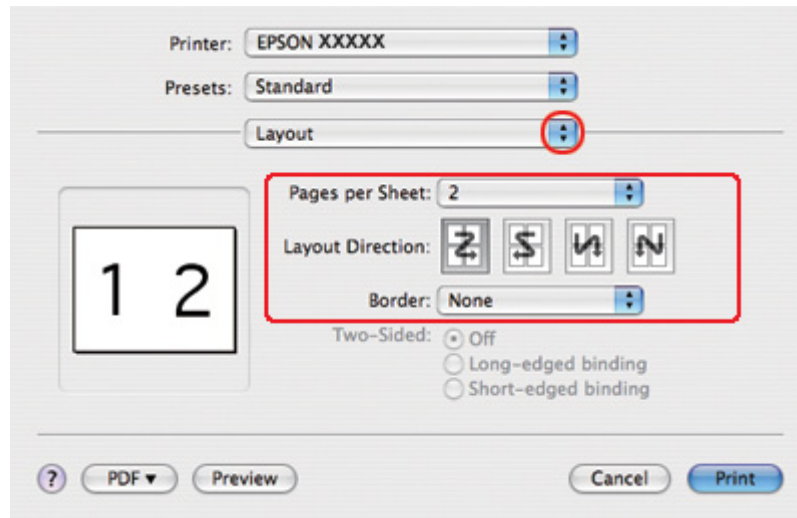 Printer: EPSON XXXXX
Presets: Standard
Layout
Pages per Sheet: 2
Layout Direction:
1 2
Border: None
Two-Sided: Off
Long-edged binding
Short-edged binding
? PDF Preview Cancel Print